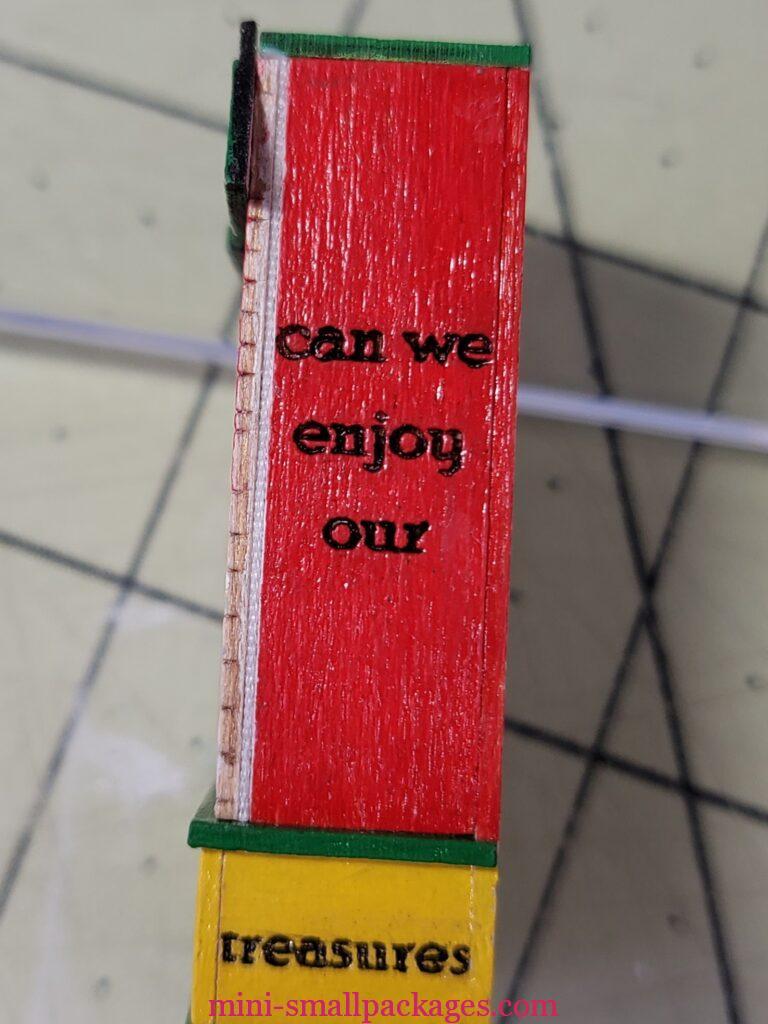 can we
enjoy
our
treasures
mini-smallpackages.com